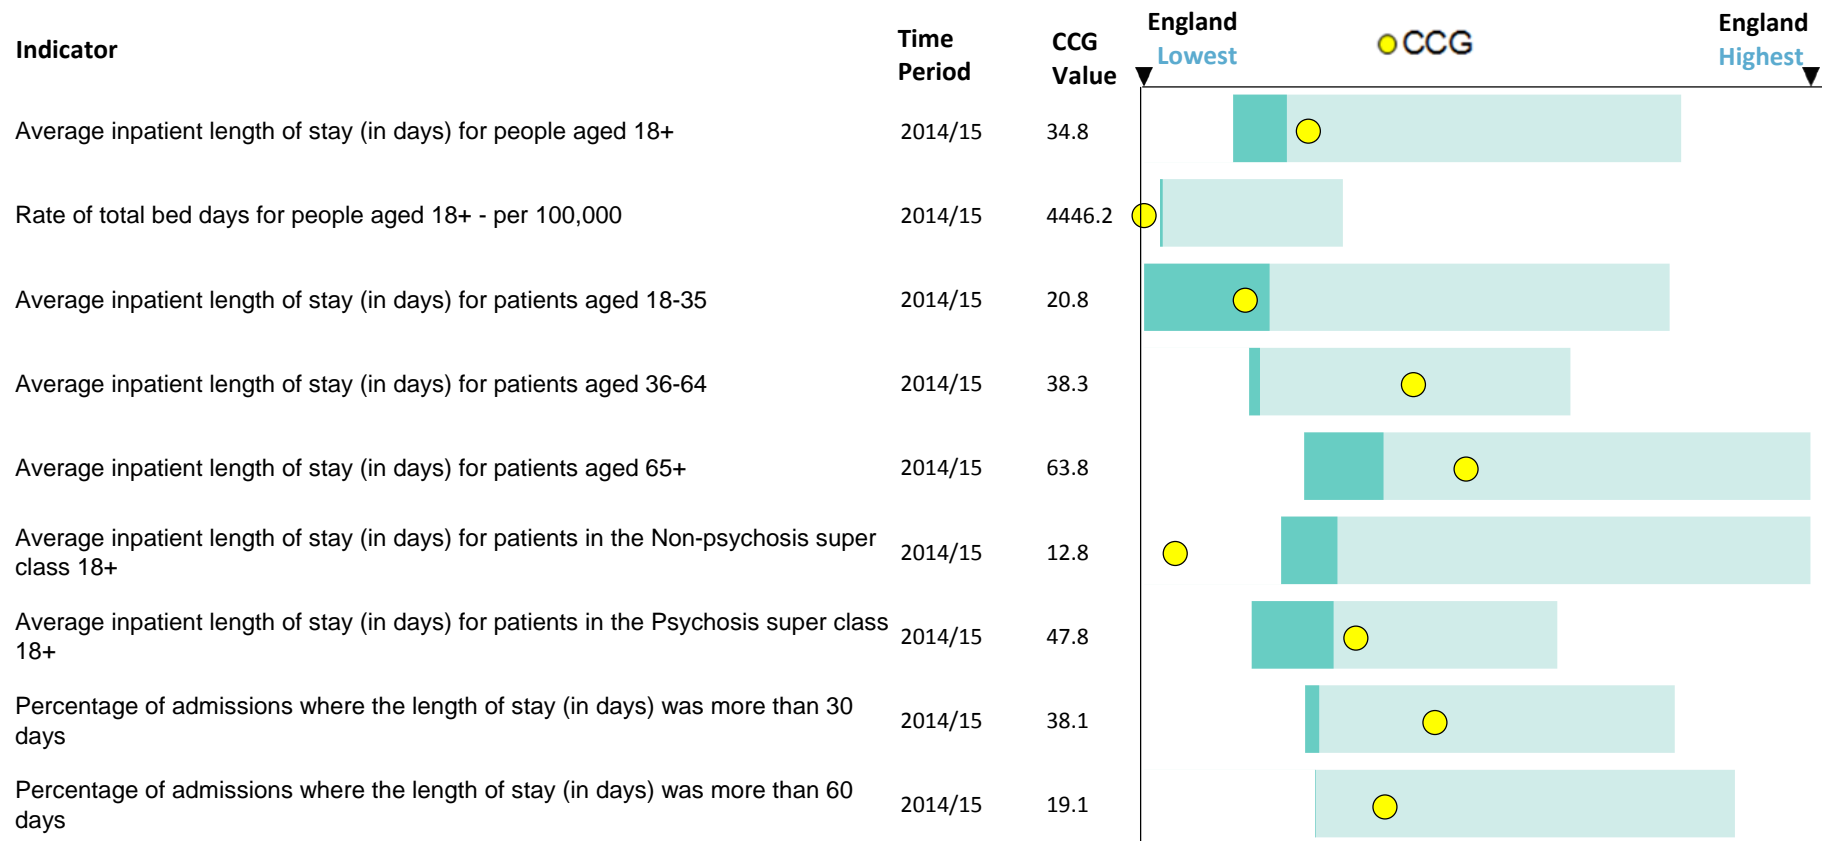 Indicator
Time Period
CCG Value
England Lowest
CCG
England Highest
Average inpatient length of stay (in days) for people aged 18+ 2014/15 34.8
Rate of total bed days for people aged 18+ - per 100,000 2014/15 4446.2
Average inpatient length of stay (in days) for patients aged 18-35 2014/15 20.8
Average inpatient length of stay (in days) for patients aged 36-64 2014/15 38.3
Average inpatient length of stay (in days) for patients aged 65+ 2014/15 63.8
Average inpatient length of stay (in days) for patients in the Non-psychosis super
class 18+ 2014/15 12.8
Average inpatient length of stay (in days) for patients in the Psychosis super class
18+ 2014/15 47.8
Percentage of admissions where the length of stay (in days) was more than 30
days 2014/15 38.1
Percentage of admissions where the length of stay (in days) was more than 60
days 2014/15 19.1